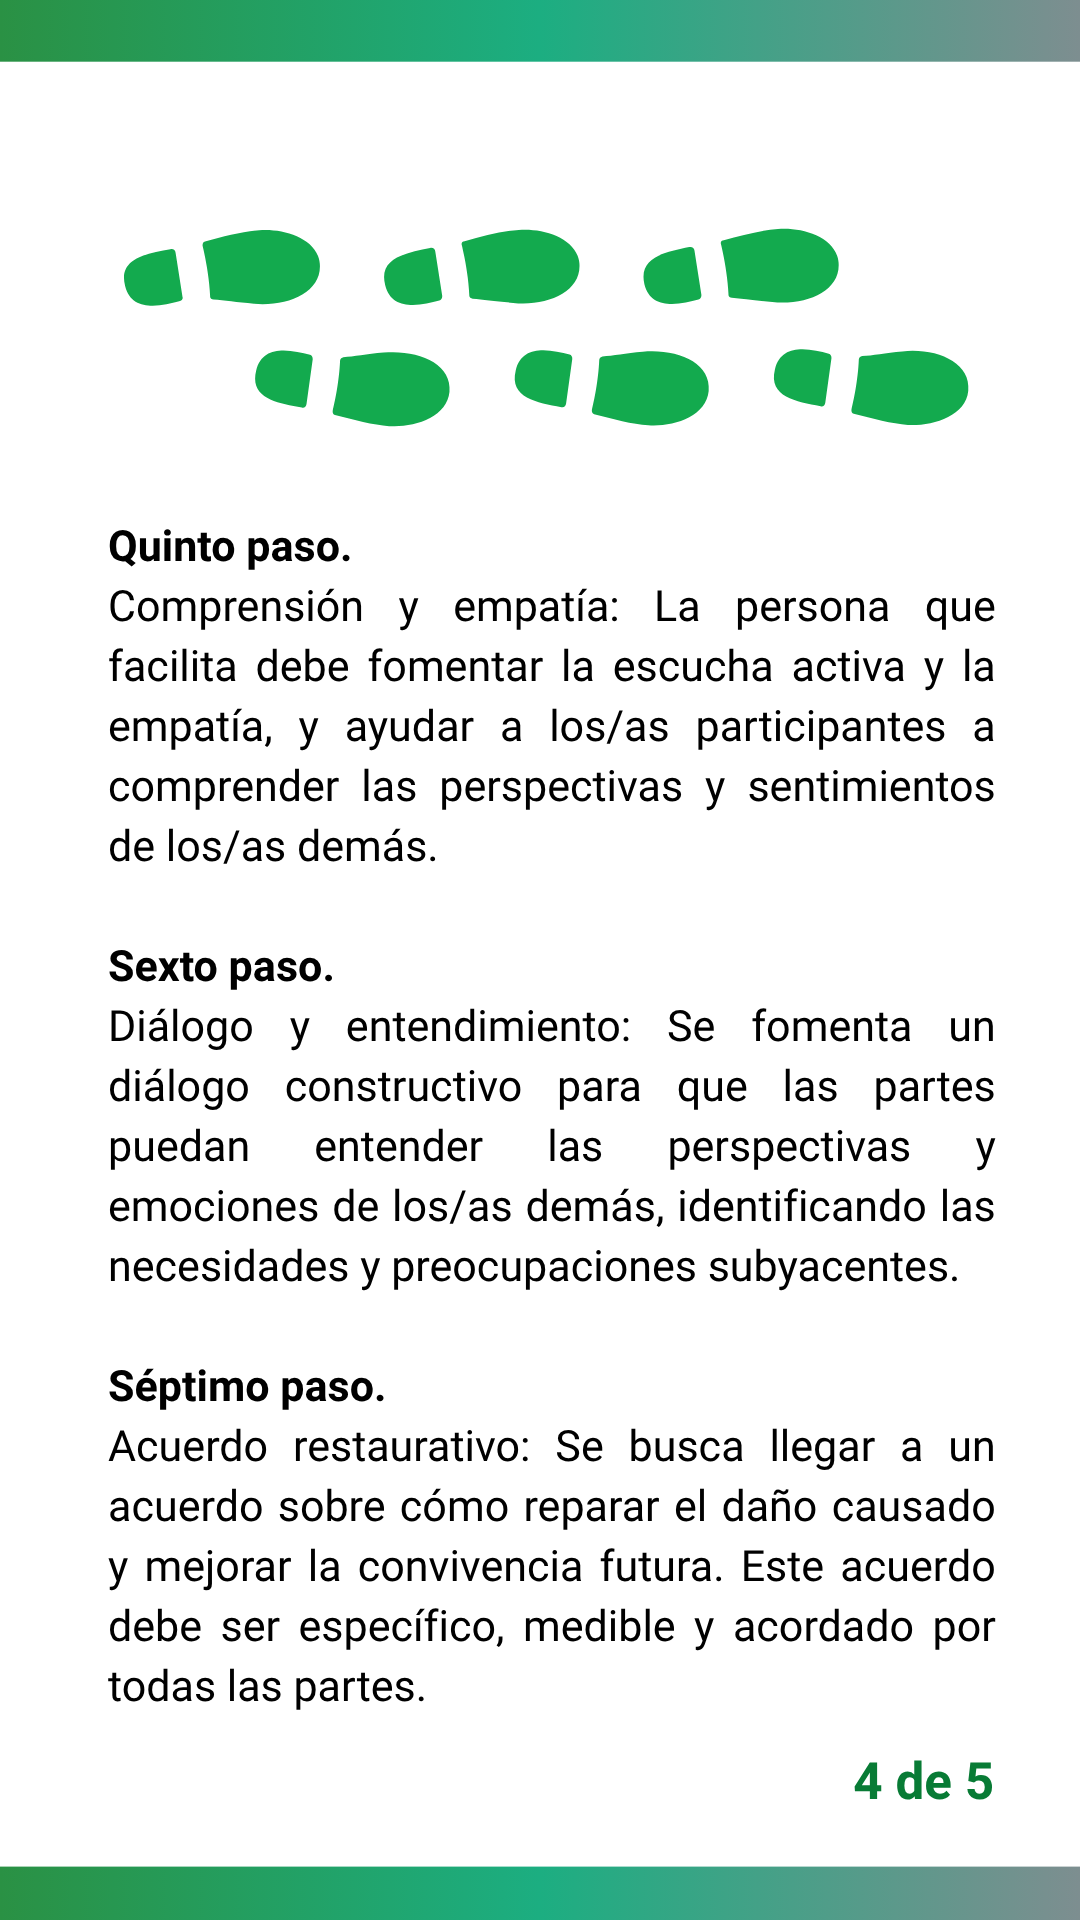 Quinto paso.
Comprensión y empatía: La persona que
facilita debe fomentar la escucha activa y la
empatía, y ayudar a los/as participantes a
comprender las perspectivas y sentimientos
de los/as demás.
Sexto paso.
Diálogo y entendimiento: Se fomenta un
diálogo constructivo para que las partes
puedan entender las perspectivas y
emociones de los/as demás, identificando las
necesidades y preocupaciones subyacentes.
Séptimo paso.
Acuerdo restaurativo: Se busca llegar a un
acuerdo sobre cómo reparar el daño causado
y mejorar la convivencia futura. Este acuerdo
debe ser específico, medible y acordado por
todas las partes.
4 de 5